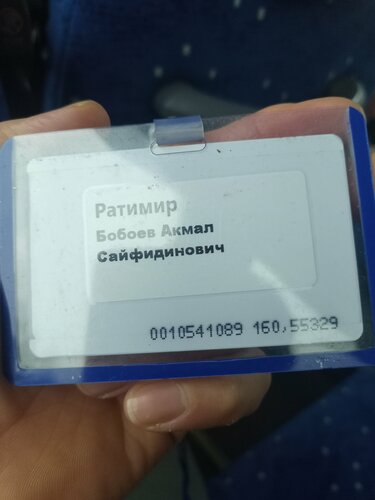 Ратимир
Бобоев Акмал
Сайфидинович
0010541089 160,55329